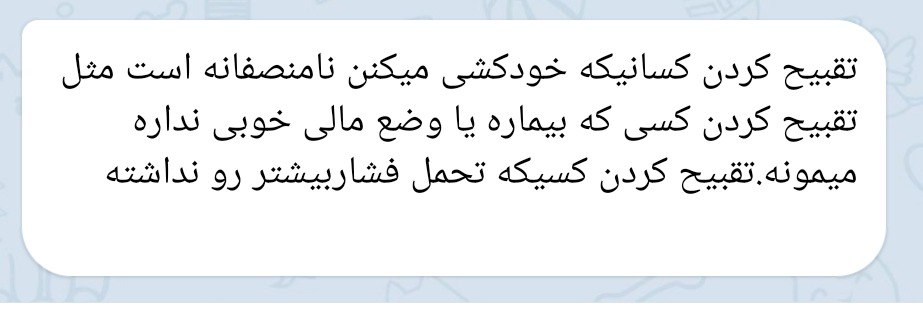 تقبیح کردن کسانیکه خودکشی میکنن نامنصفانه است مثل
تقبیح کردن کسی که بیماره یا وضع مالی خوبی نداره
میمونه.تقبیح کردن کسیکه تحمل فشاربیشتر رو نداشته